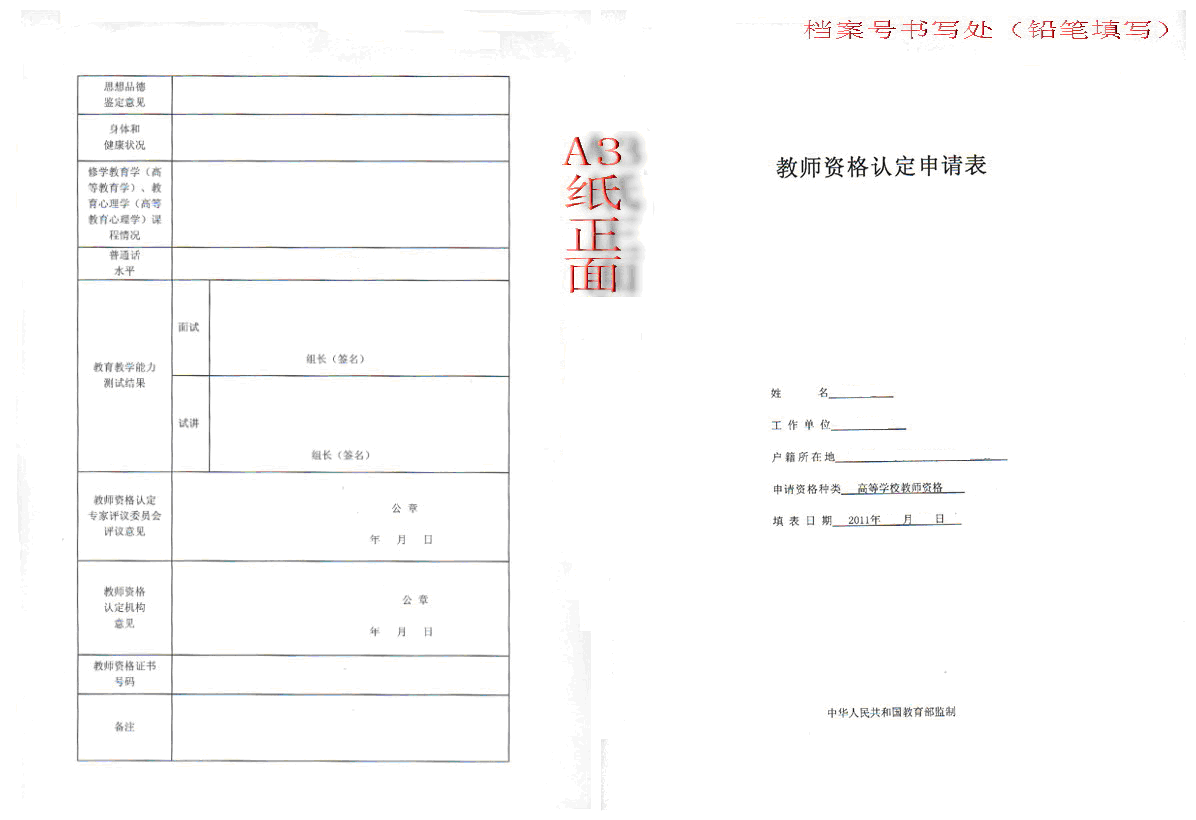 档案号书写处（铅笔填写）
思想品德
鉴定意见
身体和
健康状况
修学教育学（高
等教育学）、教
育心理学（高等
教育心理学）课
程情况
普通话
水平
教育教学能力
测试结果
面试
组长（签名）
试讲
组长（签名）
教师资格认定
专家评议委员会
评议意见
公 章
年 月 日
教师资格
认定机构
意见
公 章
年 月 日
教师资格证书
号码
备注
A3
纸
正
面
教师资格认定申请表
姓 名
工 作 单 位
户 籍 所 在 地
申请资格种类 高等学校教师资格
填 表 日 期 2011年 月 日
中华人民共和国教育部监制